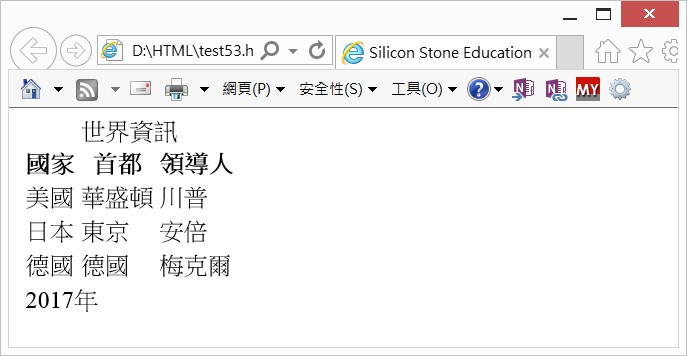 D:\HTML\test53.h
Silicon Stone Education
網頁(P) 安全性(S) 工具(O) ? N N MY
世界資訊
國家 首都 領導人
美國 華盛頓 川普
日本 東京 安倍
德國 德國 梅克爾
2017年